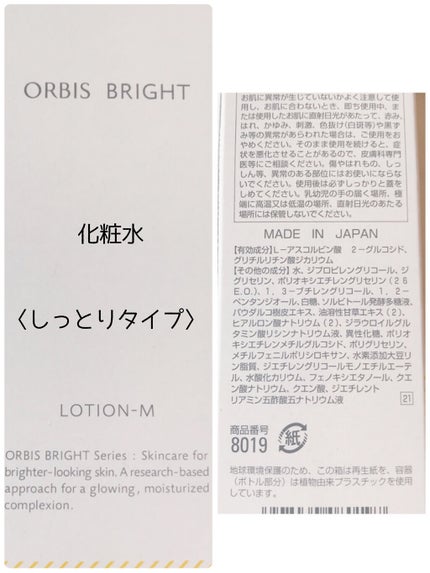 ORBIS BRIGHT
化粧水
〈しっとりタイプ〉
LOTION-M
ORBIS BRIGHT Series : Skincare for
brighter-looking skin. A research-based
approach for a glowing, moisturized
complexion.
お肌に異常が生じていないかよく注意して使
用し、お肌に合わないとき、即ち使用中、ま
たは使用したお肌に直射日光があたって、赤み、
はれ、かゆみ、刺激、色抜け(白斑等)や黒ず
み等の異常があらわれた場合は、ご使用をお
やめください。そのまま使用を続けると、症
状を悪化させることがあるので、皮膚科専門
医等にご相談ください。傷やはれもの、しっ
しん等、異常のある部位にはお使いにならな
いでください。使用後は必ずしっかりと蓋をし
めてください。乳幼児の手の届く場所、極
端に高温又は低温の場所、直射日光のあた
る場所には保管しないでください。
MADE IN JAPAN
【有効成分】L-アスコルビン酸 2-グルコシド、
グリチルリチン酸ジカリウム
【その他の成分】水、ジプロピレングリコール、ジ
グリセリン、ポリオキシエチレングリセリン(26
E.O.)、1,3-ブチレングリコール、1,2-
ペンタンジオール、白糖、ソルビトール発酵多糖液、
パウダルコ樹皮エキス、油溶性甘草エキス(2)、
ヒアルロン酸ナトリウム(2)、ジラウロイルグル
タミン酸リシンナトリウム液、異性化糖、ポリオ
キシエチレンメチルグルコシド、ポリグリセリン、
メチルフェニルポリシロキサン、水素添加大豆リ
ン脂質、ジエチレングリコールモノエチルエーテ
ル、水酸化カリウム、フェノキシエタノール、クエ
ン酸ナトリウム、クエン酸、ジエチレント
リアミン五酢酸五ナトリウム液
21
商品番号
8019
紙
地球環境保護のため、この箱は再生紙を、容器
(ボトル部分)は植物由来プラスチックを使用
しています。